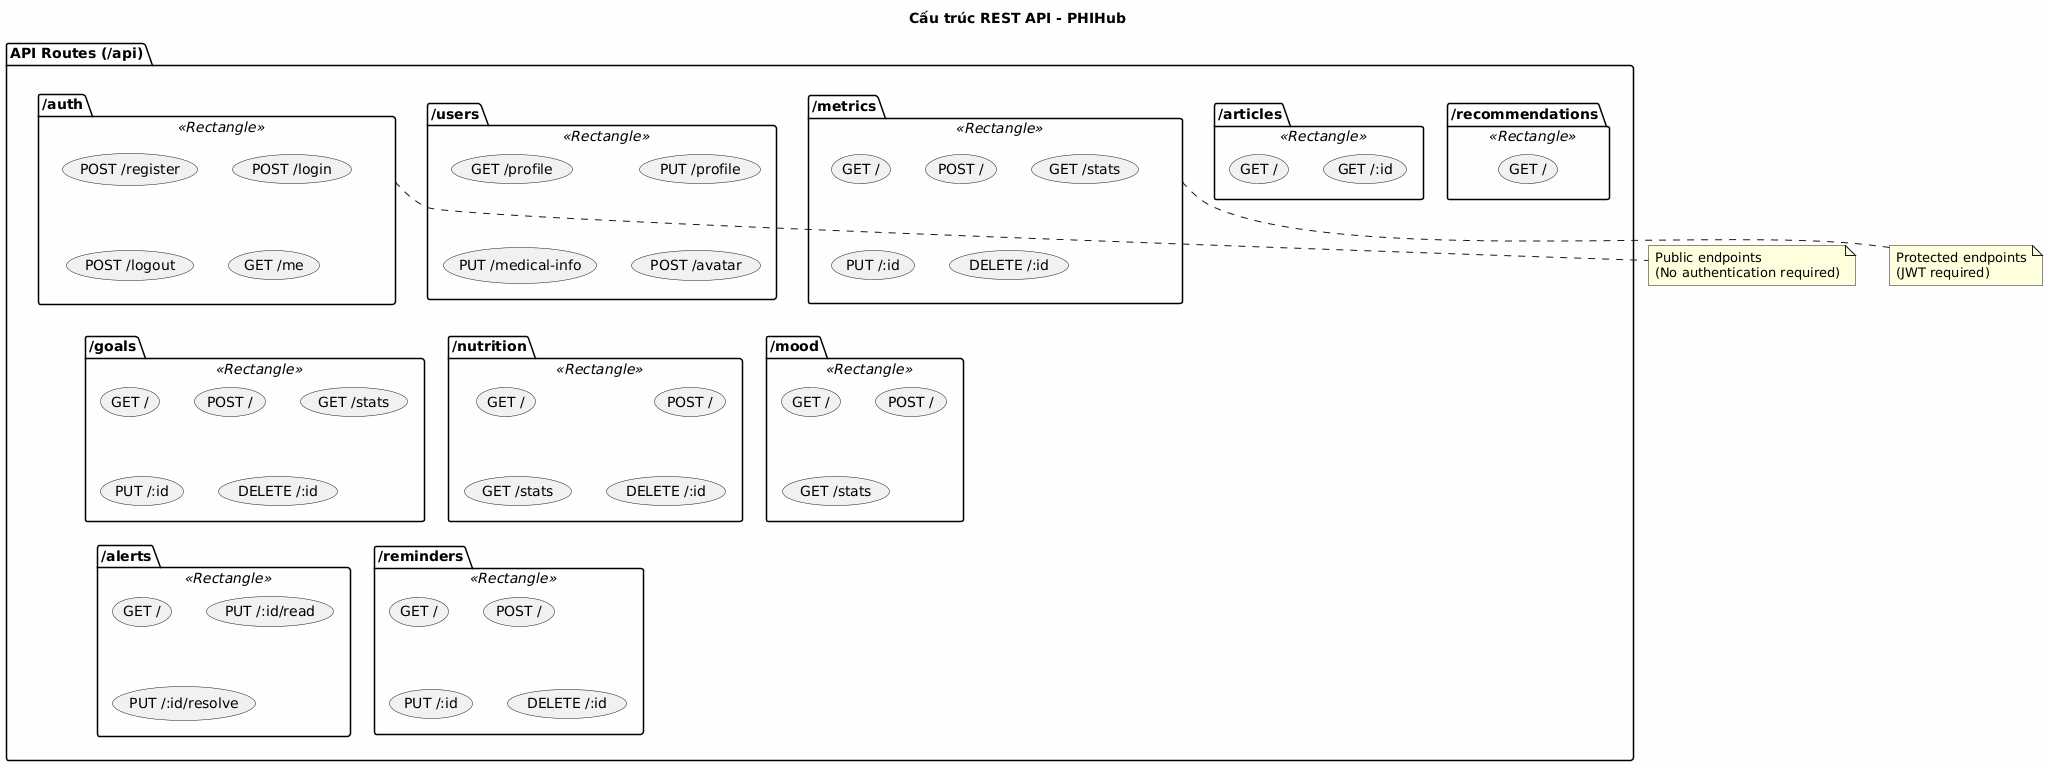 Cấu trúc REST API - PHIHub
API Routes (/api)
/auth
«Rectangle»
POST /register
POST /login
POST /logout
GET /me
/users
«Rectangle»
GET /profile
PUT /profile
PUT /medical-info
POST /avatar
/metrics
«Rectangle»
GET /
POST /
GET /stats
PUT /:id
DELETE /:id
/articles
«Rectangle»
GET /
GET /:id
/recommendations
«Rectangle»
GET /
Public endpoints
(No authentication required)
Protected endpoints
(JWT required)
/goals
«Rectangle»
GET /
POST /
GET /stats
PUT /:id
DELETE /:id
/nutrition
«Rectangle»
GET /
POST /
GET /stats
DELETE /:id
/mood
«Rectangle»
GET /
POST /
GET /stats
/alerts
«Rectangle»
GET /
PUT /:id/read
PUT /:id/resolve
/reminders
«Rectangle»
GET /
POST /
PUT /:id
DELETE /:id